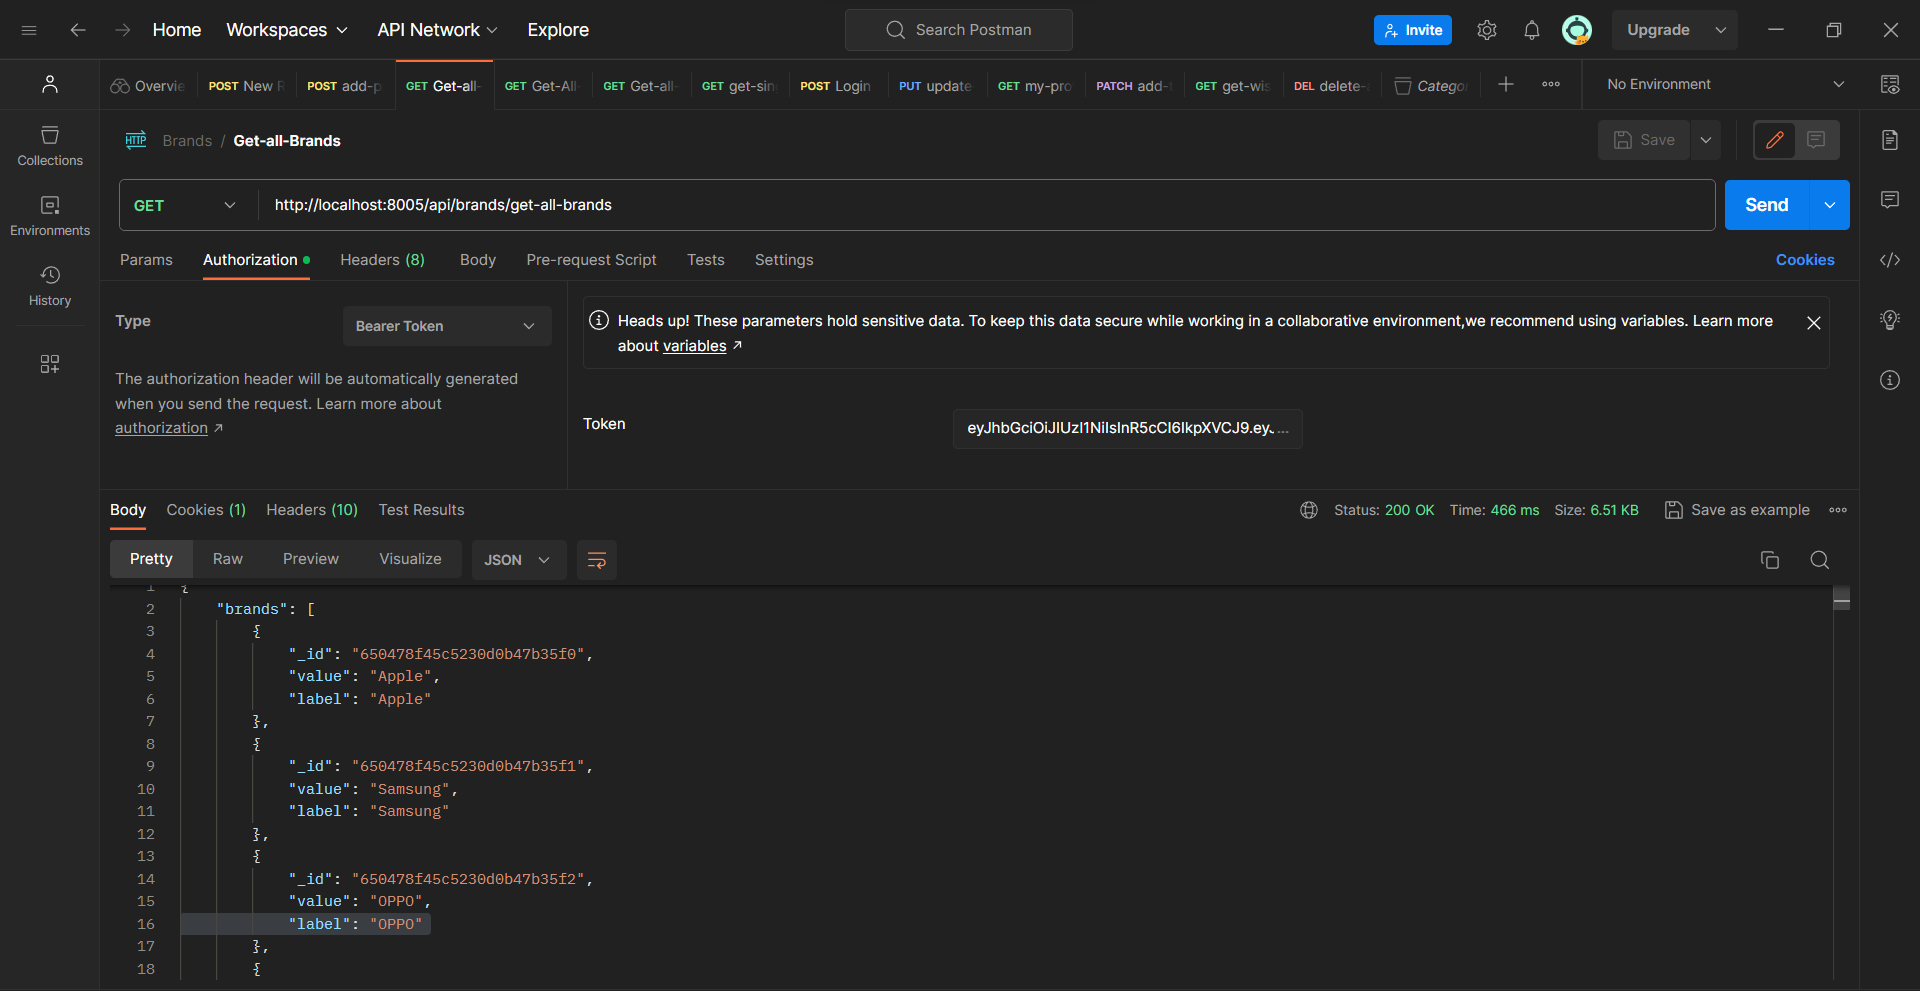 Home Workspaces API Network Explore Search Postman Invite Upgrade
Overvie POST New POST add-p GET Get-all- GET Get-All- GET Get-all- GET get-sin POST Login PUT update- GET my-pro PATCH add- GET get-wis DEL delete- Categor No Environment
HTTP Brands / Get-all-Brands Save
Collections
GET http://localhost:8005/api/brands/get-all-brands Send
Environments
Params Authorization Headers (8) Body Pre-request Script Tests Settings Cookies
History
Type Bearer Token
Heads up! These parameters hold sensitive data. To keep this data secure while working in a collaborative environment,we recommend using variables. Learn more
about variables ↗
The authorization header will be automatically generated
when you send the request. Learn more about
authorization ↗
Token eyJhbGciOiJIUzI1NiIsInR5cCI6IkpXVCJ9.eyJ...
Body Cookies (1) Headers (10) Test Results Status: 200 OK Time: 466 ms Size: 6.51 KB Save as example
Pretty Raw Preview Visualize JSON
1 {
2 "brands": [
3 {
4 "_id": "650478f45c5230d0b47b35f0",
5 "value": "Apple",
6 "label": "Apple"
7 },
8 {
9 "_id": "650478f45c5230d0b47b35f1",
10 "value": "Samsung",
11 "label": "Samsung"
12 },
13 {
14 "_id": "650478f45c5230d0b47b35f2",
15 "value": "OPPO",
16 "label": "OPPO"
17 },
18 {